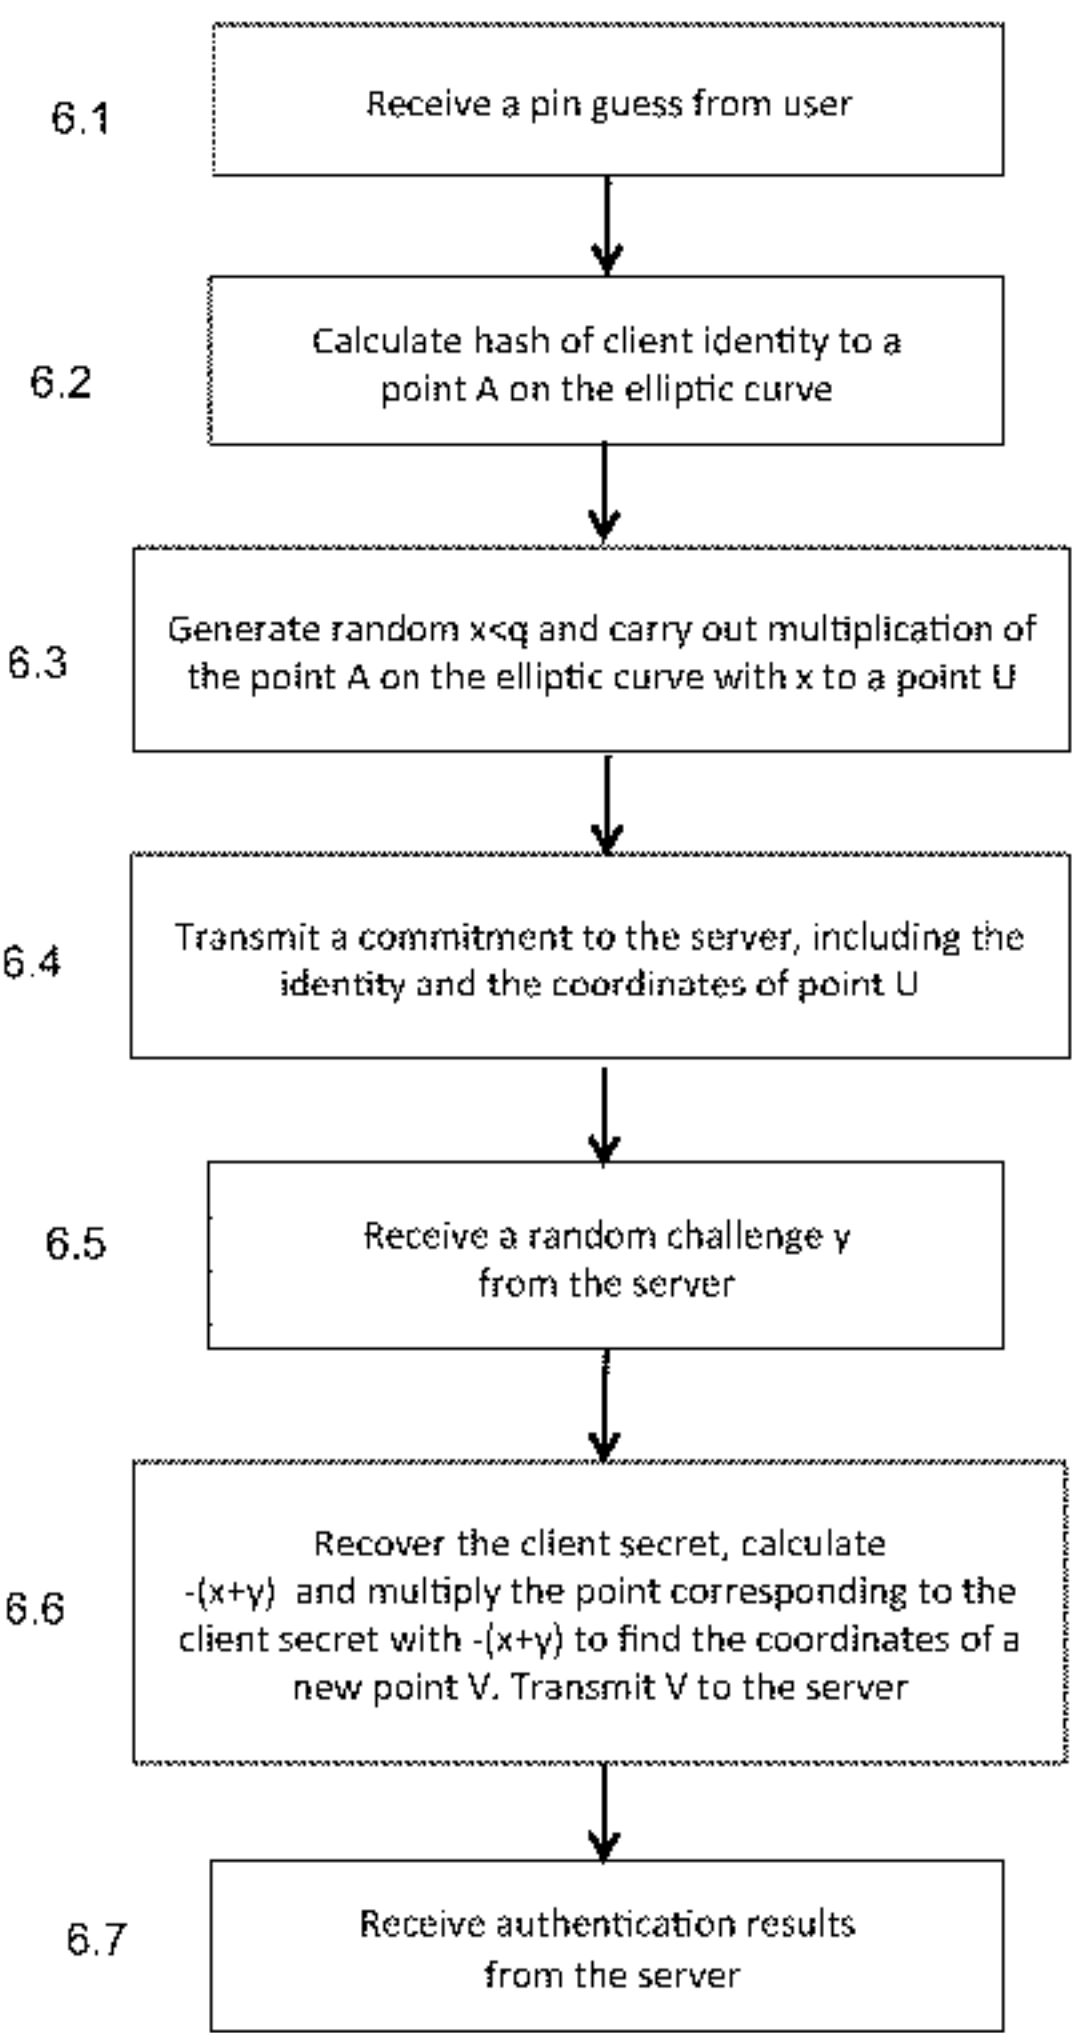 6.1
Receive a pin guess from user
6.2
Calculate hash of client identity to a
point A on the elliptic curve
6.3
Generate random x<q and carry out multiplication of
the point A on the elliptic curve with x to a point U
6.4
Transmit a commitment to the server, including the
identity and the coordinates of point U
6.5
Receive a random challenge y
from the server
6.6
Recover the client secret, calculate
-(x+y) and multiply the point corresponding to the
client secret with -(x+y) to find the coordinates of a
new point V. Transmit V to the server
6.7
Receive authentication results
from the server